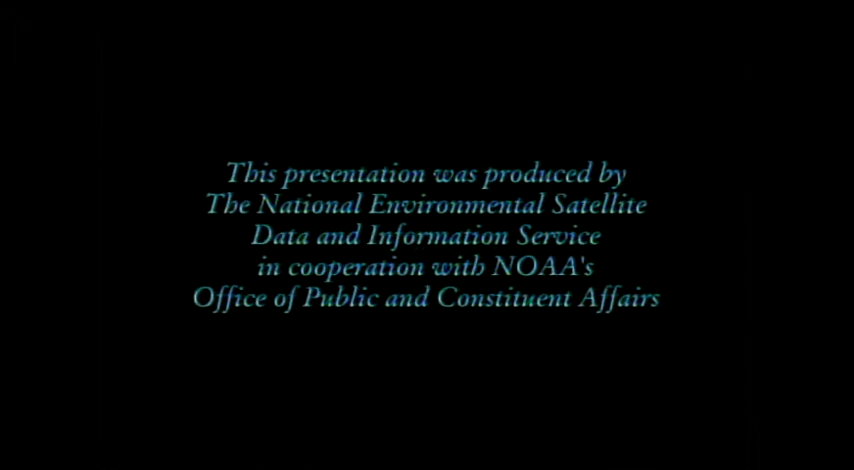 This presentation was produced by
The National Environmental Satellite
Data and Information Service
in cooperation with NOAA's
Office of Public and Constituent Affairs